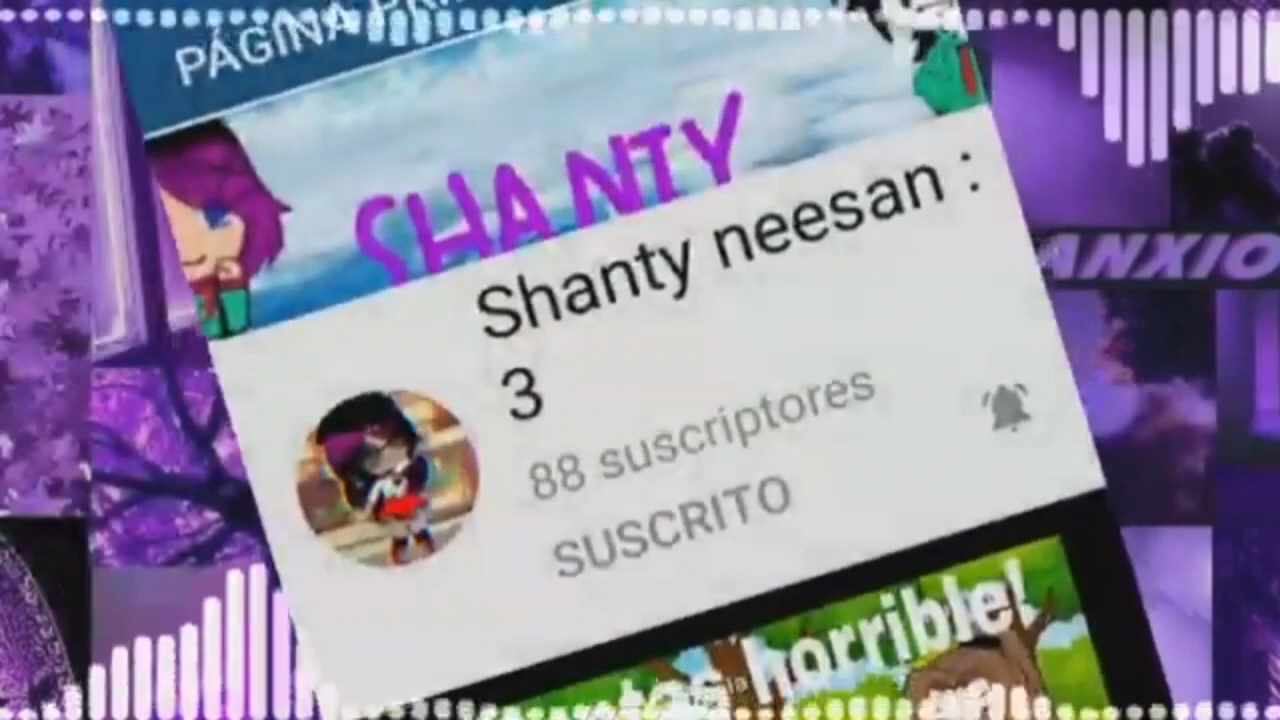 PÁGINA
SHANTY
Shanty neesan :
3
88 suscriptores
SUSCRITO
horrible!
ANXIO